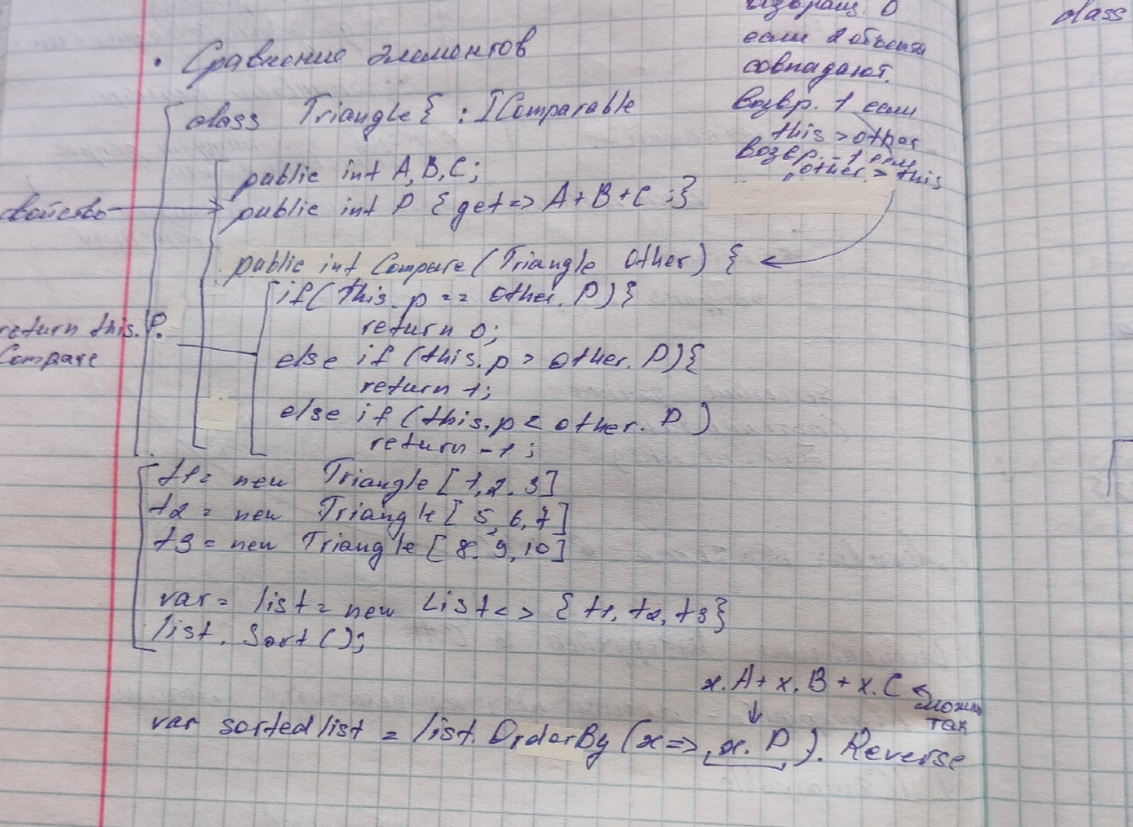 • Сравнение элементов
class Triangle { : IComparable
public int A, B, C;
свойство
public int P { get => A+B+C ;}
public int Compare (Triangle Other) {
if (this.p == Other.P){
return 0;
else if (this.p > other.P){
return 1;
else if (this.p < other.P)
return -1;
return this.P.
Compare
возвращ 0
если 2 объекта
совпадают.
Возвр. 1 если
this > other
возвр. -1 если
other > this
t1 = new Triangle [1,2,3]
t2 = new Triangle [5,6,7]
t3 = new Triangle [8,9,10]
var = list = new List<> {t1, t2, t3}
list. Sort();
x.A + x.B + x.C
можно
так
var sortedlist = list. OrderBy (x => x.P). Reverse
class